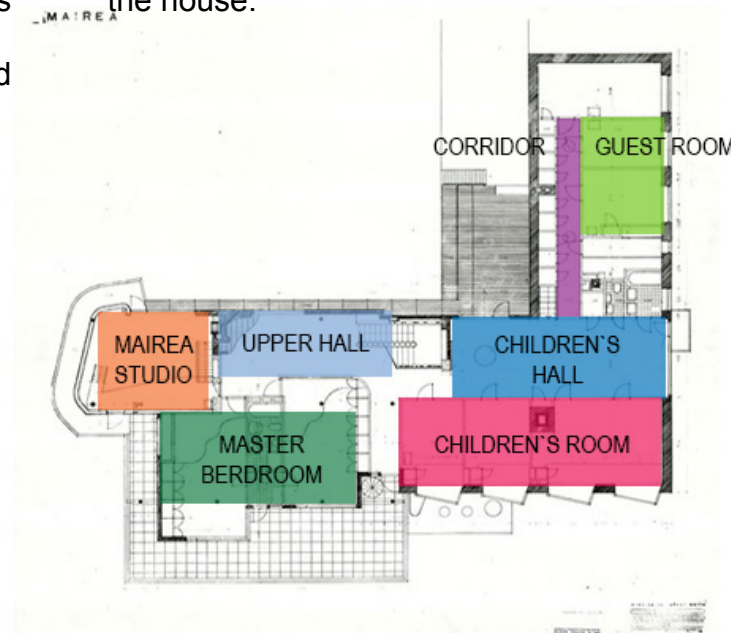 s the house.
MAIREA
d
CORRIDOR GUEST ROOM
MAIREA
STUDIO
UPPER HALL
CHILDREN`S
HALL
MASTER
BERDROOM
CHILDREN`S ROOM